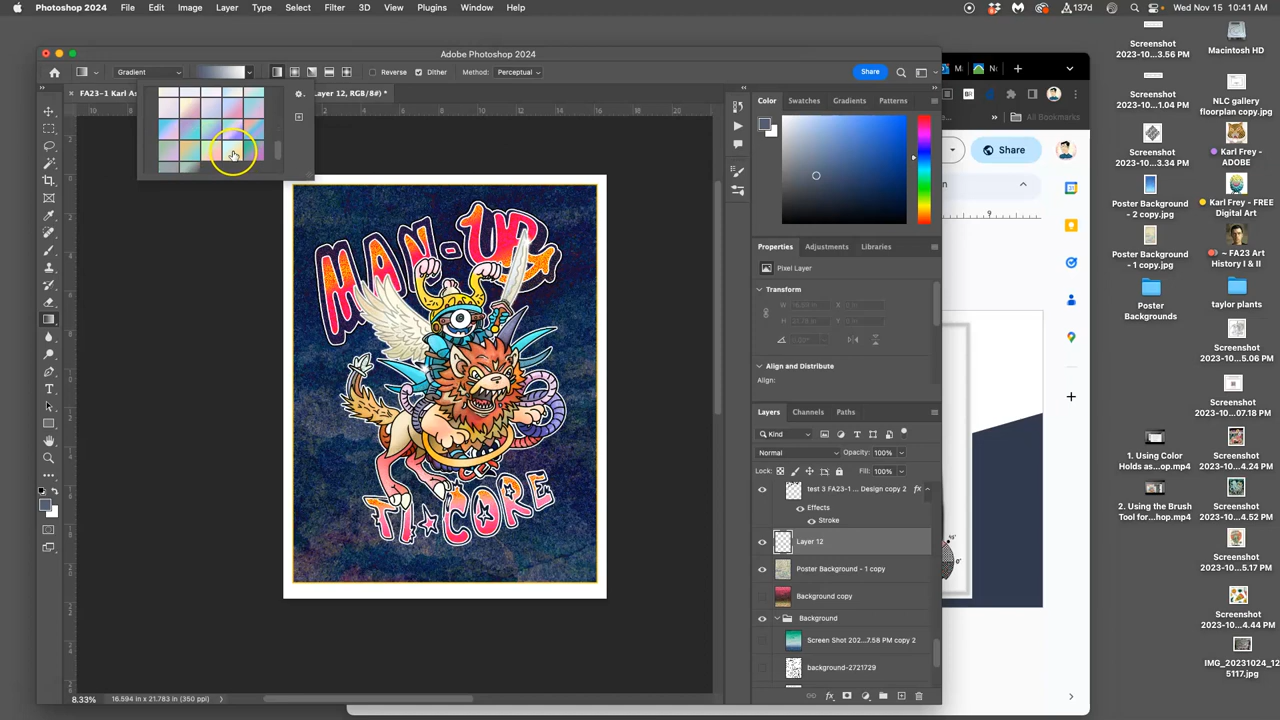 Photoshop 2024 File Edit Image Layer Type Select Filter 3D View Plugins Window Help
137d Wed Nov 15 10:41 AM
Adobe Photoshop 2024
Gradient Reverse Dither Method: Perceptual Share
FA23-1 Karl As
Layer 12, RGB/8#) *
MAN-UP
TI★CORE
8.33% 16.594 in x 21.783 in (350 ppi)
Color Swatches Gradients Patterns
Properties Adjustments Libraries
Pixel Layer
Transform
Align and Distribute
Align:
Layers Channels Paths
Kind
Normal Opacity: 100%
Lock: Fill: 100%
test 3 FA23-1 ... Design copy 2 fx
Effects
Stroke
Layer 12
Poster Background - 1 copy
Background copy
Background
Screen Shot 202...7.58 PM copy 2
background-2721729
All Bookmarks
Share
9
Screenshot
2023-10...3.56 PM
Macintosh HD
Screenshot
2023-10...3.34 PM
NLC gallery
floorplan copy.jpg
Karl Frey -
ADOBE
Poster Background
- 2 copy.jpg
Karl Frey - FREE
Digital Art
Poster Background
- 1 copy.jpg
~ FA23 Art
History I & II
Poster
Backgrounds
taylor plants
Screenshot
2023-10...5.06 PM
Screenshot
2023-10...07.18 PM
1. Using Color
Holds as...op.mp4
Screenshot
2023-10...4.24 PM
2. Using the Brush
Tool for...hop.mp4
Screenshot
2023-10...4.52 PM
Screenshot
2023-10...5.17 PM
Screenshot
2023-10...4.44 PM
IMG_20231024_12
5117.jpg